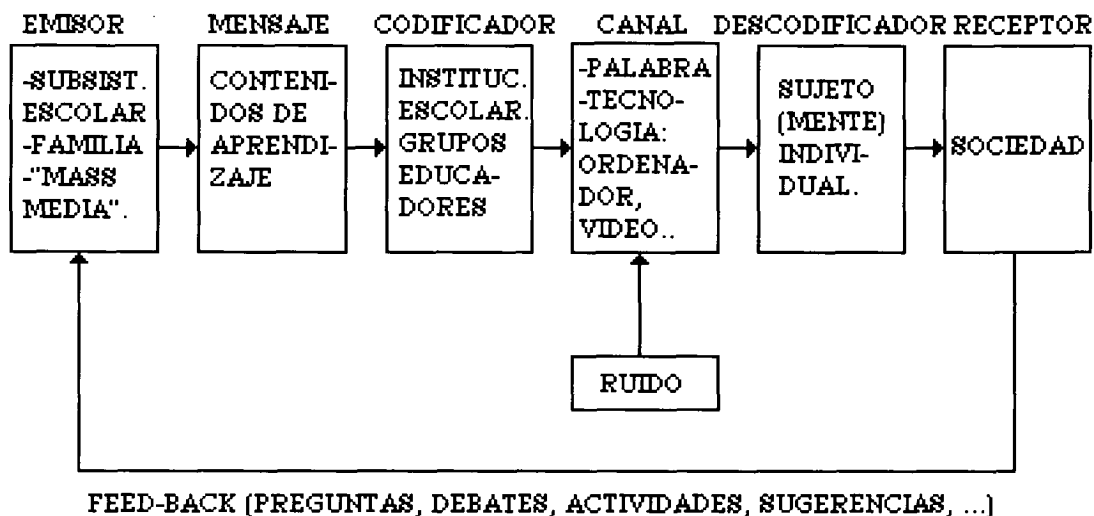 EMISOR MENSAJE CODIFICADOR CANAL DESCODIFICADOR RECEPTOR
-SUBSIST.
ESCOLAR
-FAMILIA
-"MASS
MEDIA".
CONTENI-
DOS DE
APRENDI-
ZAJE
INSTITUC.
ESCOLAR.
GRUPOS
EDUCA-
DORES
-PALABRA
-TECNO-
LOGIA:
ORDENA-
DOR,
VIDEO..
SUJETO
(MENTE)
INDIVI-
DUAL.
SOCIEDAD
RUIDO
FEED-BACK (PREGUNTAS, DEBATES, ACTIVIDADES, SUGERENCIAS, ...)